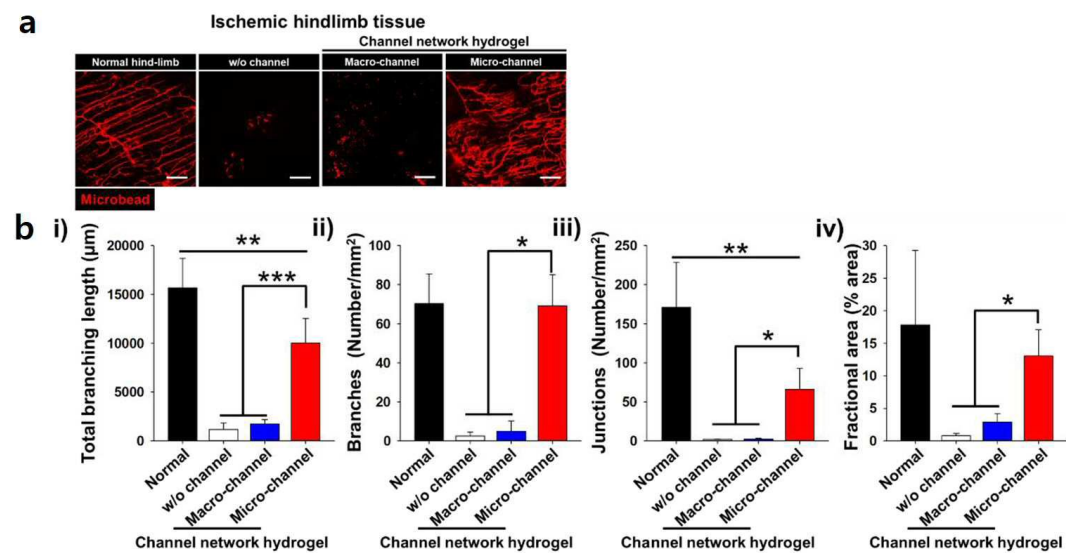 a
Ischemic hindlimb tissue
Channel network hydrogel
Normal hind-limb
w/o channel
Macro-channel
Micro-channel
Microbead
b
i)
Total branching length (µm)
20000
15000
10000
5000
0
**
***
Normal
w/o channel
Macro-channel
Micro-channel
Channel network hydrogel
ii)
Branches (Number/mm²)
100
80
60
40
20
0
*
Normal
w/o channel
Macro-channel
Micro-channel
Channel network hydrogel
iii)
Junctions (Number/mm²)
250
200
150
100
50
0
**
*
Normal
w/o channel
Macro-channel
Micro-channel
Channel network hydrogel
iv)
Fractional area (% area)
30
25
20
15
10
5
0
*
Normal
w/o channel
Macro-channel
Micro-channel
Channel network hydrogel